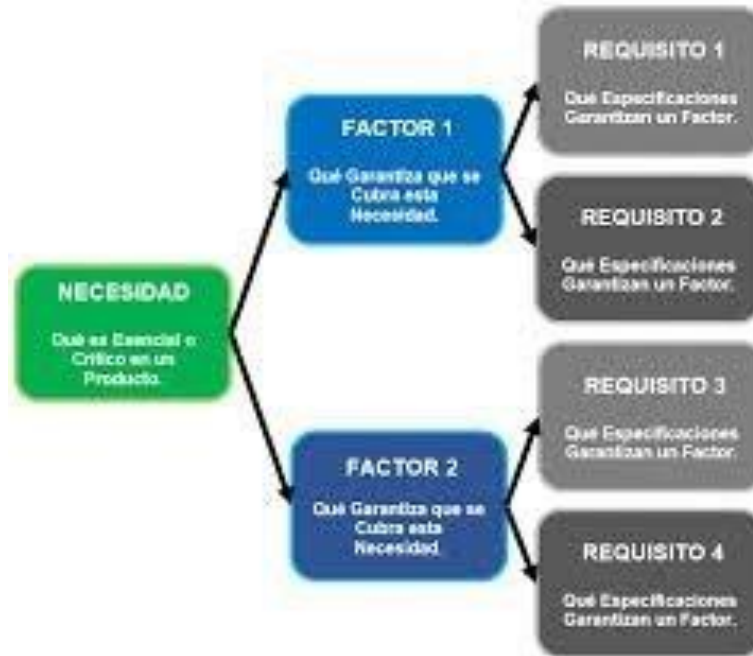 NECESIDAD
Qué es Esencial o
Crítico en un
Producto.
FACTOR 1
Qué Garantiza que se
Cubra esta
Necesidad.
FACTOR 2
Qué Garantiza que se
Cubra esta
Necesidad.
REQUISITO 1
Qué Especificaciones
Garantizan un Factor.
REQUISITO 2
Qué Especificaciones
Garantizan un Factor.
REQUISITO 3
Qué Especificaciones
Garantizan un Factor.
REQUISITO 4
Qué Especificaciones
Garantizan un Factor.